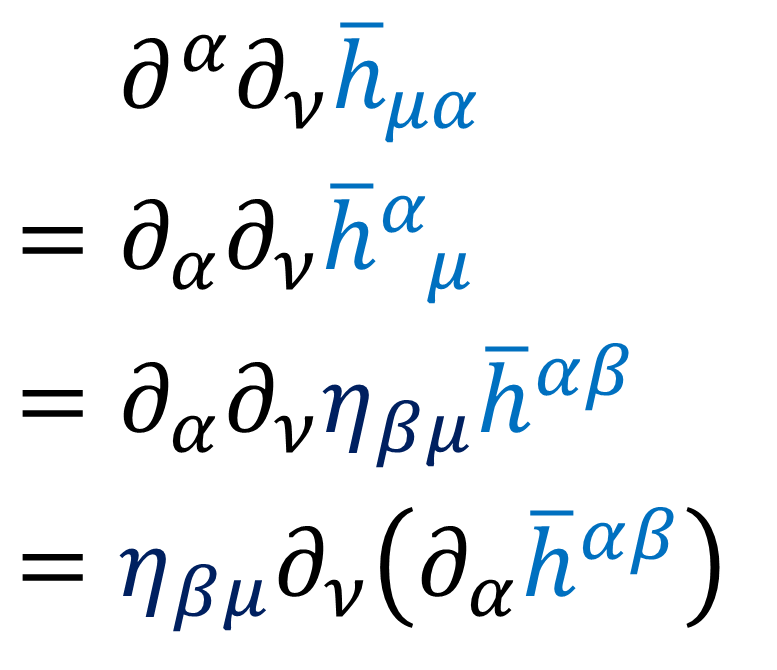 ∂^α ∂_ν h̅_μα
= ∂_α ∂_ν h̅^α_μ
= ∂_α ∂_ν η_βμ h̅^αβ
= η_βμ ∂_ν (∂_α h̅^αβ)